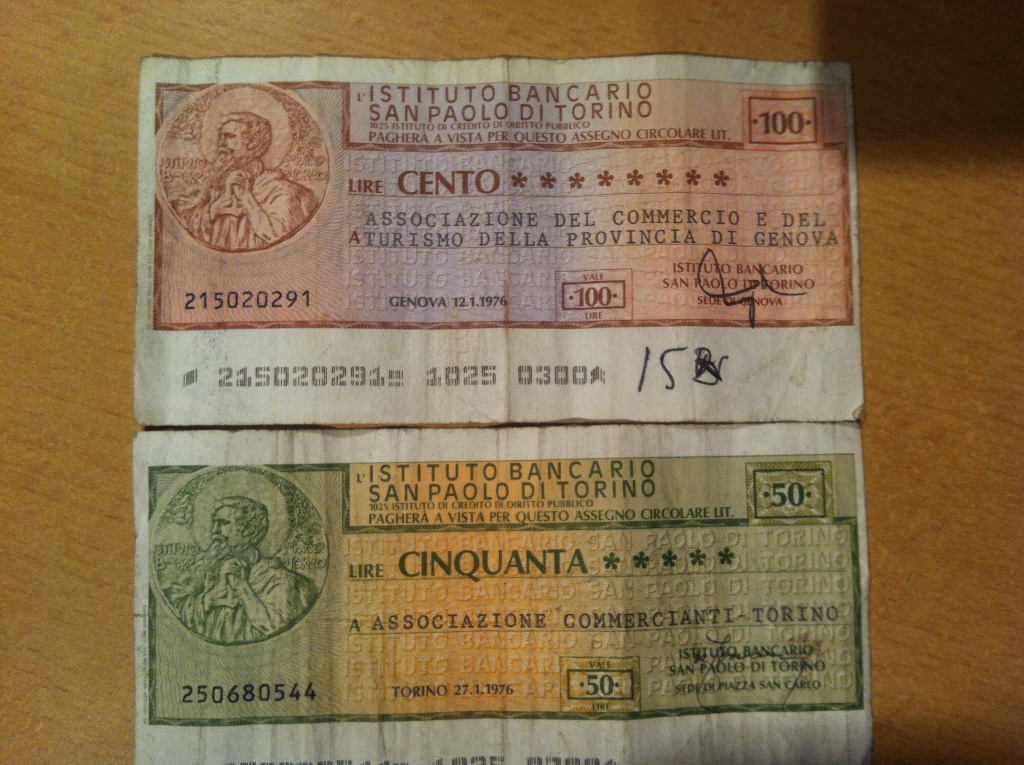 L'ISTITUTO BANCARIO
SAN PAOLO DI TORINO
1025 ISTITUTO DI CREDITO DI DIRITTO PUBBLICO
PAGHERÀ A VISTA PER QUESTO ASSEGNO CIRCOLARE LIT.
·100·
LIRE CENTO ********
ASSOCIAZIONE DEL COMMERCIO E DEL
A TURISMO DELLA PROVINCIA DI GENOVA
ISTITUTO BANCARIO
SAN PAOLO DI TORINO
SEDE DI GENOVA
215020291
GENOVA 12.1.1976
VALE
·100·
LIRE
215020291 1025 0300
15
L'ISTITUTO BANCARIO
SAN PAOLO DI TORINO
1025 ISTITUTO DI CREDITO DI DIRITTO PUBBLICO
PAGHERÀ A VISTA PER QUESTO ASSEGNO CIRCOLARE LIT.
·50·
LIRE CINQUANTA *****
A ASSOCIAZIONE COMMERCIANTI-TORINO
ISTITUTO BANCARIO
SAN PAOLO DI TORINO
SEDE DI PIAZZA SAN CARLO
250680544
TORINO 27.1.1976
VALE
·50·
LIRE